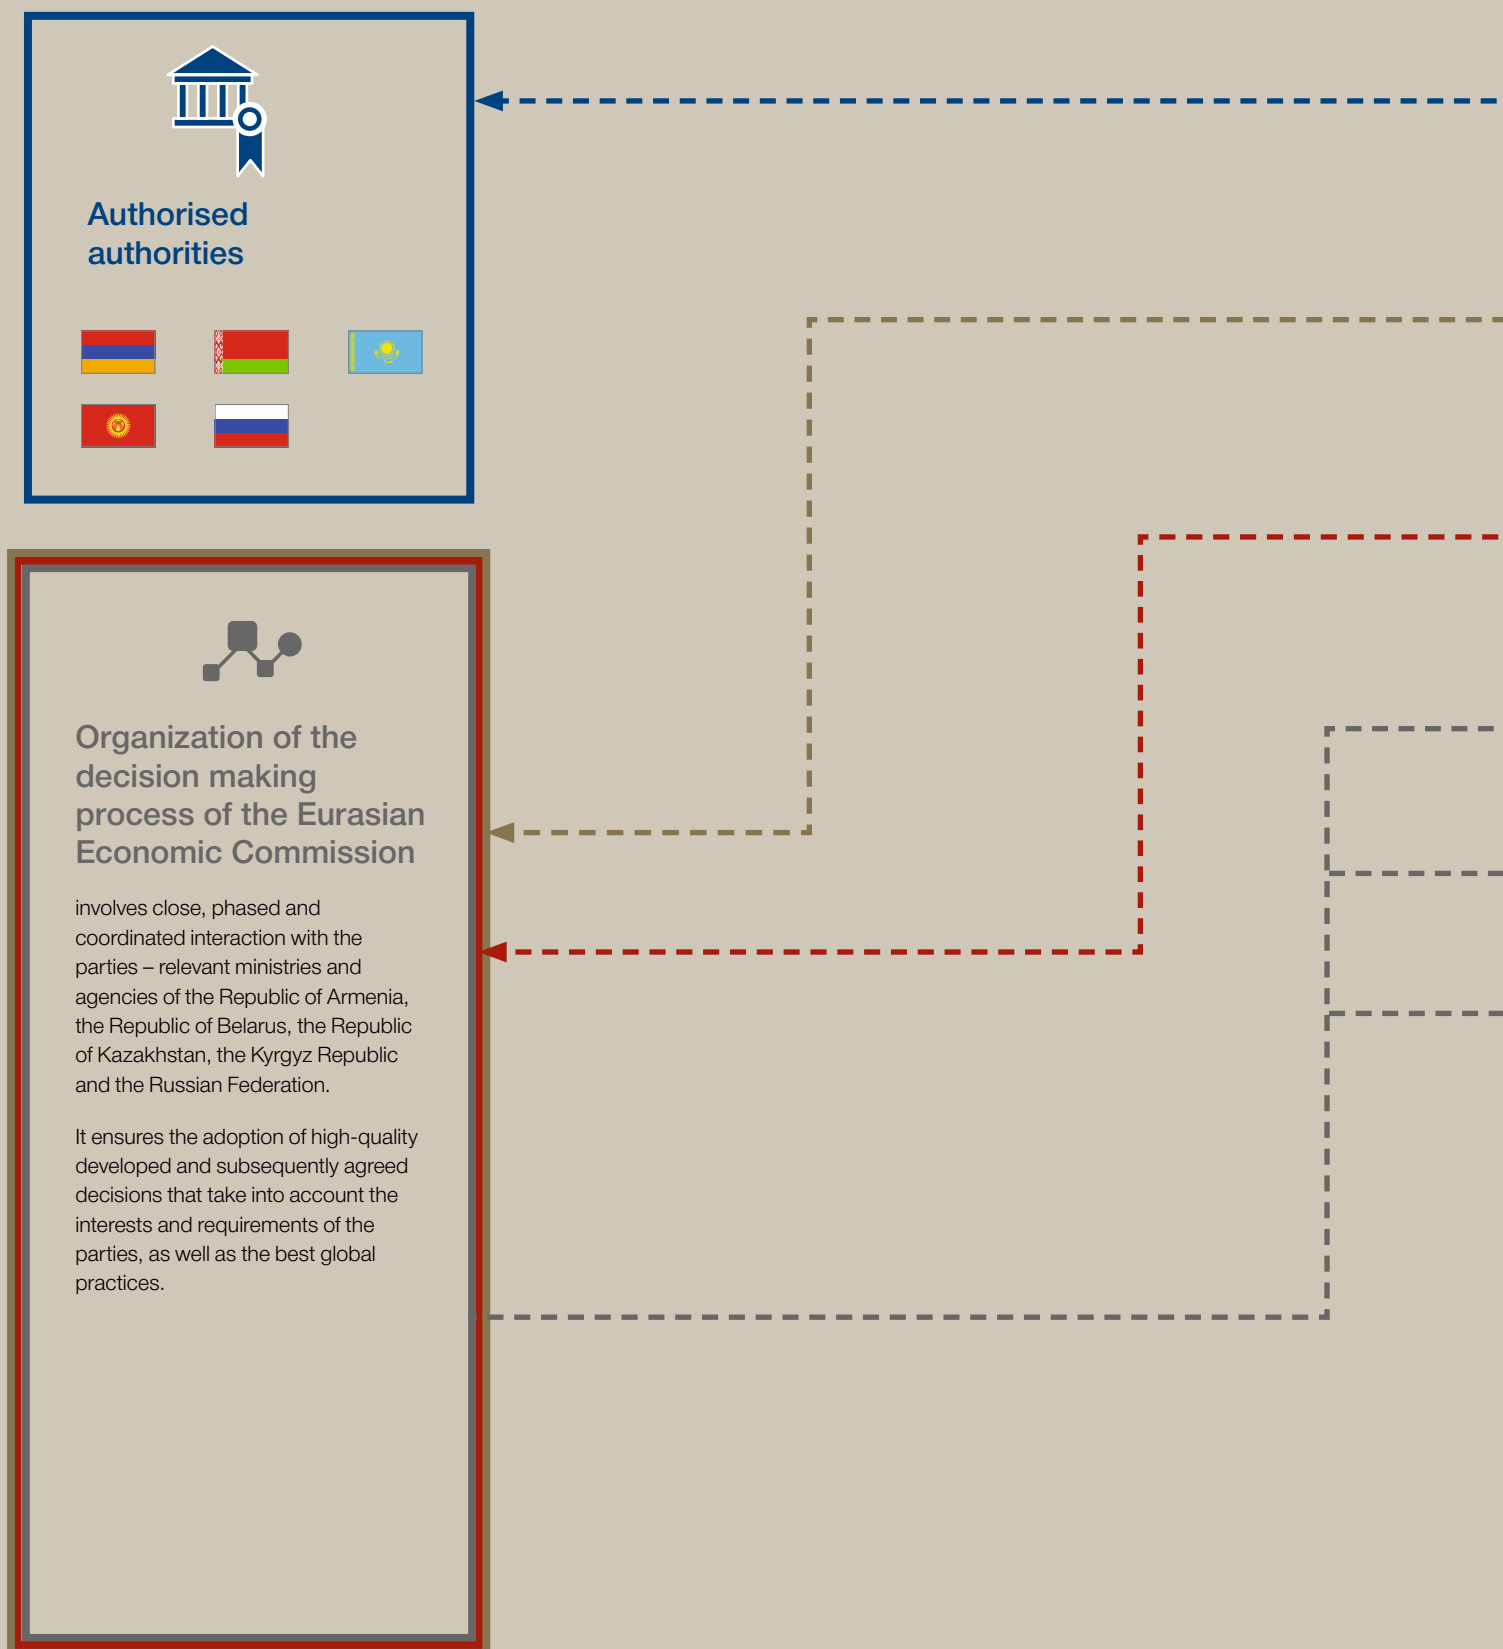 Authorised
authorities
Organization of the
decision making
process of the Eurasian
Economic Commission
involves close, phased and
coordinated interaction with the
parties – relevant ministries and
agencies of the Republic of Armenia,
the Republic of Belarus, the Republic
of Kazakhstan, the Kyrgyz Republic
and the Russian Federation.
It ensures the adoption of high-quality
developed and subsequently agreed
decisions that take into account the
interests and requirements of the
parties, as well as the best global
practices.